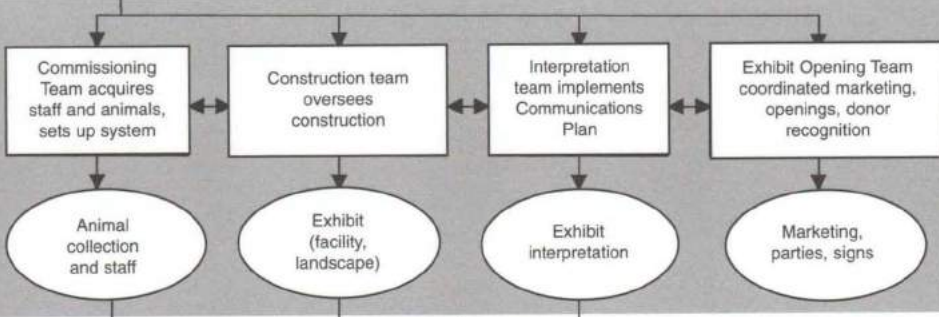 Commissioning
Team acquires
staff and animals,
sets up system
Construction team
oversees
construction
Interpretation
team implements
Communications
Plan
Exhibit Opening Team
coordinated marketing,
openings, donor
recognition
Animal
collection
and staff
Exhibit
(facility,
landscape)
Exhibit
interpretation
Marketing,
parties, signs